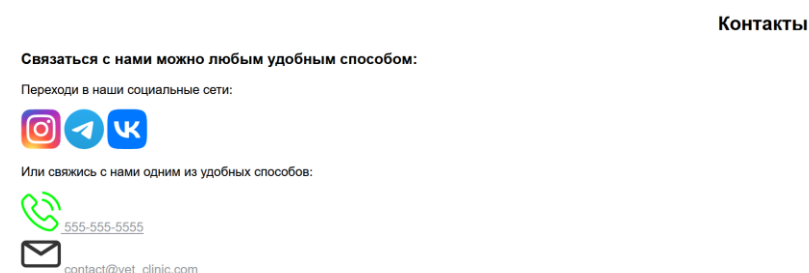 Контакты
Связаться с нами можно любым удобным способом:
Переходи в наши социальные сети:
Или свяжись с нами одним из удобных способов:
555-555-5555
contact@vet_clinic.com